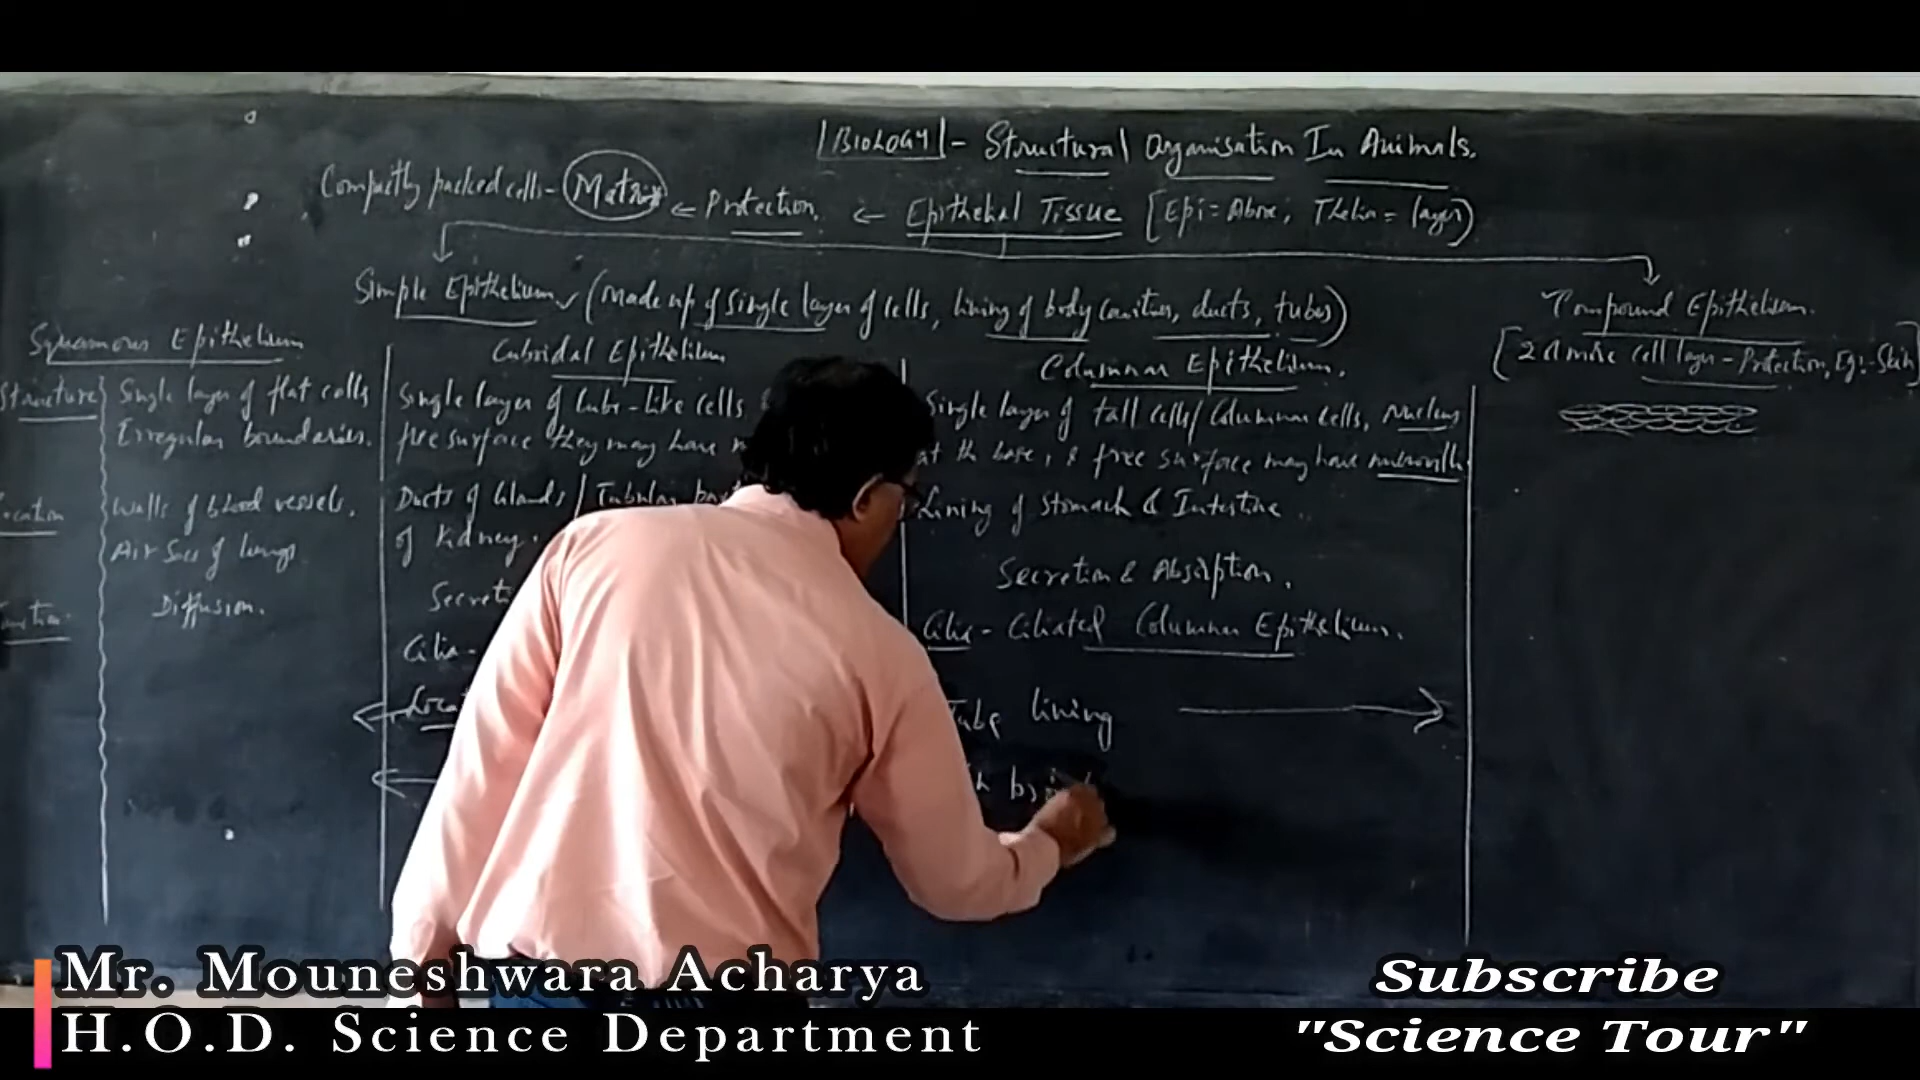 BIOLOGY - Structural Organisation In Animals.
Compactly packed cells - Matrix ← Protection. ← Epithelial Tissue [Epi = Above, Thelia = layer]
Simple Epithelium (Made up of single layer of cells, lining of body cavities, ducts, tubes)
Compound Epithelium.
[2 or more cell layer - Protection, Eg:- Skin]
Squamous Epithelium
Structure
Single layer of flat cells
Irregular boundaries.
Location
Walls of blood vessels.
Air Sacs of lungs
Diffusion.
Cuboidal Epithelium
Single layer of Cube-like cells
free surface they may have
Ducts of Glands / Tubular
of kidney.
Secreti
Cilia -
Loca
Columnar Epithelium.
Single layer of tall cells/ Columnar cells, Nucleus
at the base, & free surface may have microvilli.
Lining of Stomach & Intestine.
Secretion & Absorption.
Cilia - Ciliated Columnar Epithelium.
Tube lining
Mr. Mouneshwara Acharya
H.O.D. Science Department
Subscribe
"Science Tour"